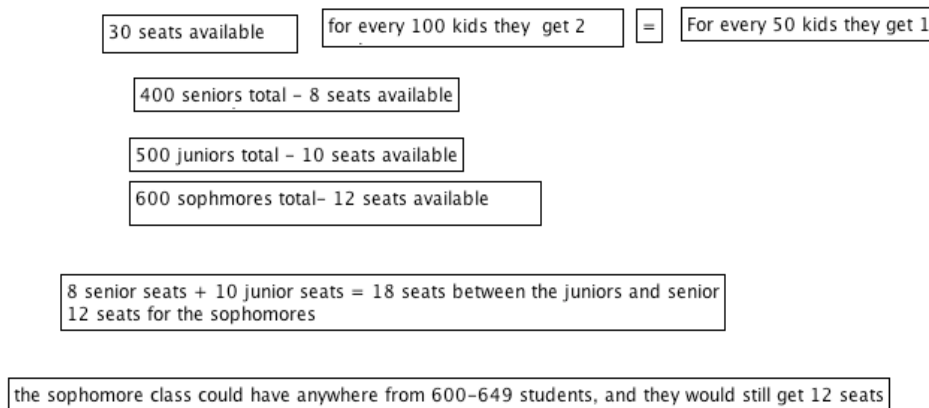 30 seats available
for every 100 kids they get 2
=
For every 50 kids they get 1
400 seniors total – 8 seats available
500 juniors total – 10 seats available
600 sophmores total– 12 seats available
8 senior seats + 10 junior seats = 18 seats between the juniors and senior
12 seats for the sophomores
the sophomore class could have anywhere from 600–649 students, and they would still get 12 seats